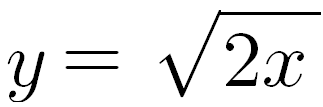 y = √2x